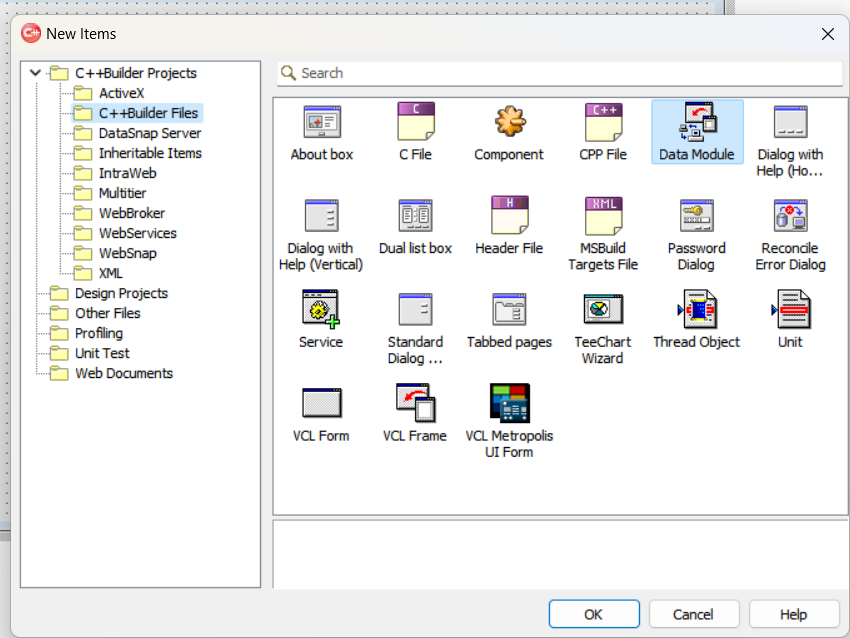 New Items
C++Builder Projects
ActiveX
C++Builder Files
DataSnap Server
Inheritable Items
IntraWeb
Multitier
WebBroker
WebServices
WebSnap
XML
Design Projects
Other Files
Profiling
Unit Test
Web Documents
Search
C
C++
About box
C File
Component
CPP File
Data Module
Dialog with
Help (Ho...
H
XML
Dialog with
Help (Vertical)
Dual list box
Header File
MSBuild
Targets File
Password
Dialog
Reconcile
Error Dialog
Service
Standard
Dialog ...
Tabbed pages
TeeChart
Wizard
Thread Object
Unit
VCL Form
VCL Frame
VCL Metropolis
UI Form
OK
Cancel
Help